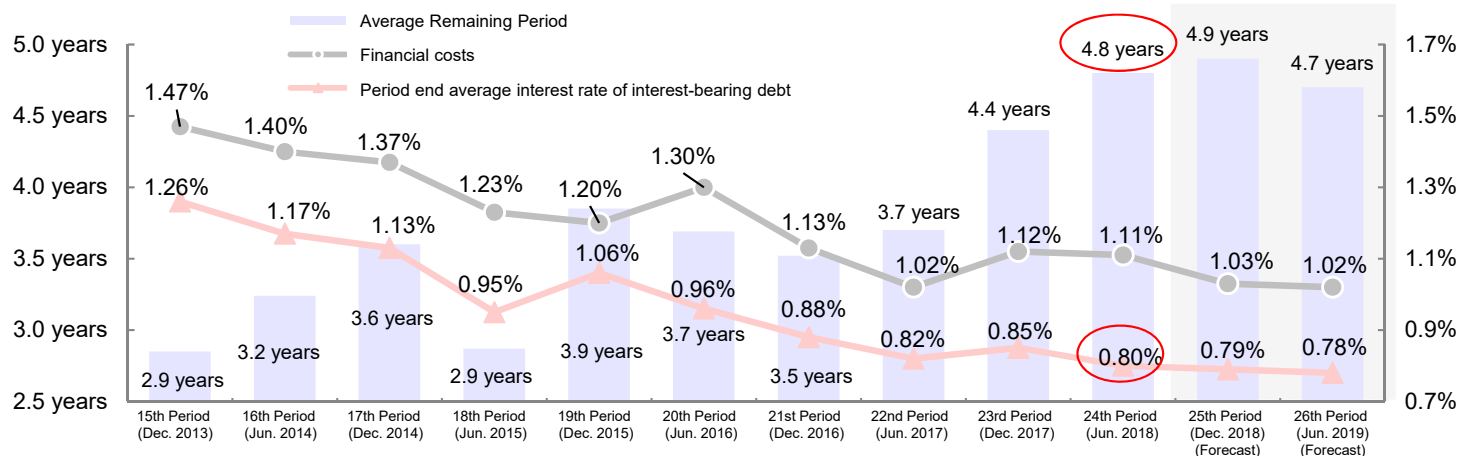 Average Remaining Period
Financial costs
Period end average interest rate of interest-bearing debt
5.0 years
4.5 years
4.0 years
3.5 years
3.0 years
2.5 years
1.7%
1.5%
1.3%
1.1%
0.9%
0.7%
1.47%
1.40%
1.37%
1.23%
1.20%
1.30%
1.13%
1.02%
1.12%
1.11%
1.03%
1.02%
1.26%
1.17%
1.13%
0.95%
1.06%
0.96%
0.88%
0.82%
0.85%
0.80%
0.79%
0.78%
2.9 years
3.2 years
3.6 years
2.9 years
3.9 years
3.7 years
3.5 years
3.7 years
4.4 years
4.8 years
4.9 years
4.7 years
15th Period
(Dec. 2013)
16th Period
(Jun. 2014)
17th Period
(Dec. 2014)
18th Period
(Jun. 2015)
19th Period
(Dec. 2015)
20th Period
(Jun. 2016)
21st Period
(Dec. 2016)
22nd Period
(Jun. 2017)
23rd Period
(Dec. 2017)
24th Period
(Jun. 2018)
25th Period
(Dec. 2018)
(Forecast)
26th Period
(Jun. 2019)
(Forecast)